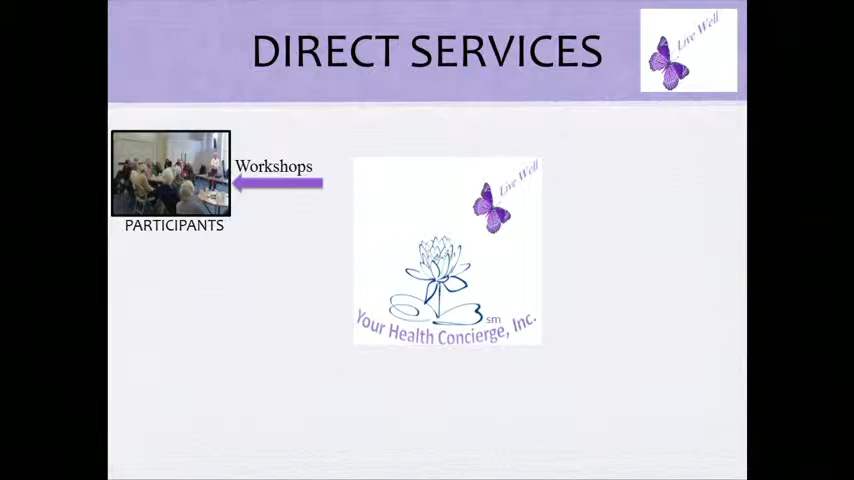 DIRECT SERVICES
Live Well
Workshops
PARTICIPANTS
Live Well
Your Health Concierge, Inc. sm